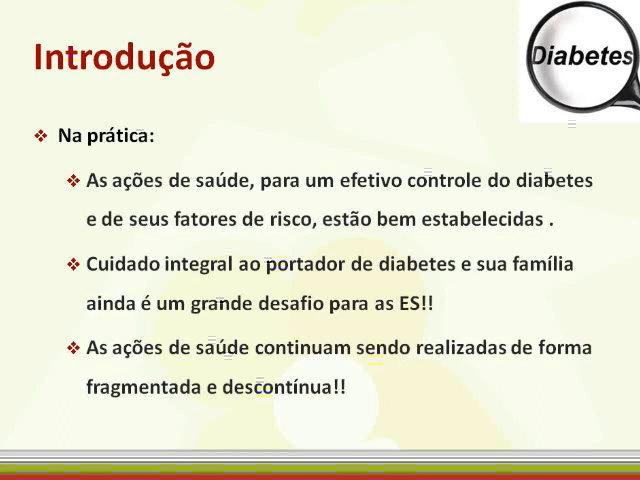 Introdução
Diabetes
Na prática:
As ações de saúde, para um efetivo controle do diabetes
e de seus fatores de risco, estão bem estabelecidas .
Cuidado integral ao portador de diabetes e sua família
ainda é um grande desafio para as ES!!
As ações de saúde continuam sendo realizadas de forma
fragmentada e descontínua!!